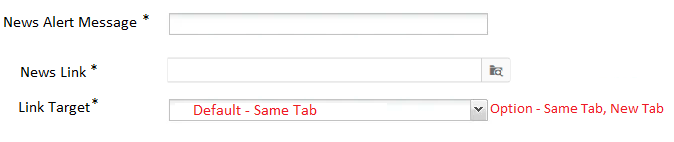 News Alert Message *
News Link *
Link Target* Default - Same Tab Option - Same Tab, New Tab